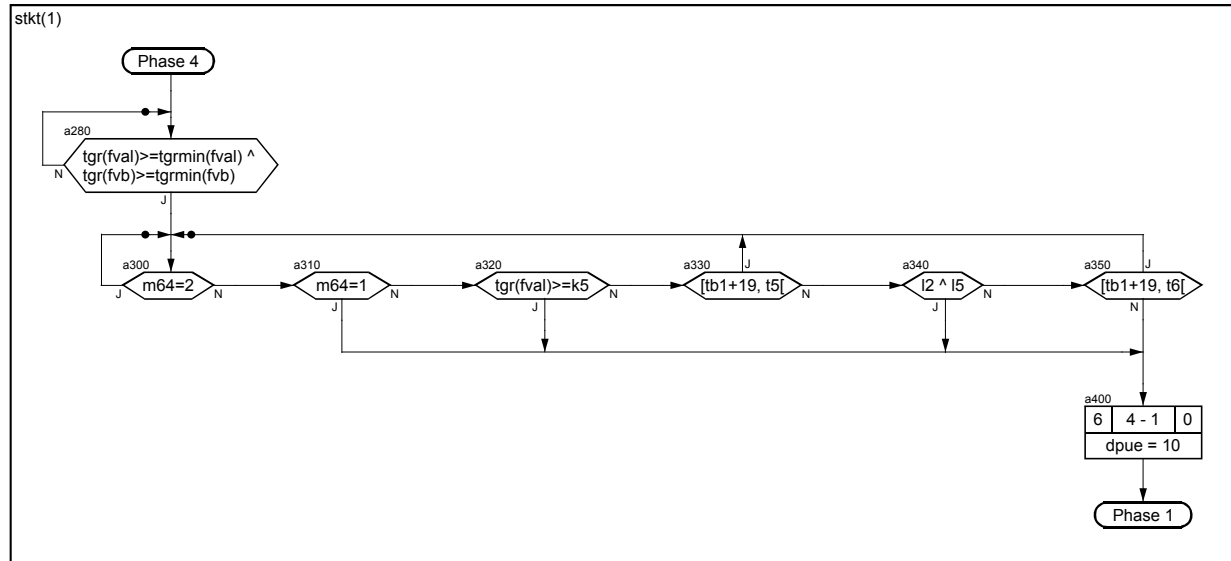 stkt(1)
Phase 4
a280
tgr(fval)>=tgrmin(fval) ^
tgr(fvb)>=tgrmin(fvb)
N
J
a300
m64=2
J
N
a310
m64=1
N
J
a320
tgr(fval)>=k5
N
J
a330
[tb1+19, t5[
J
N
a340
l2 ^ l5
N
J
a350
[tb1+19, t6[
J
N
a400
6 4 - 1 0
dpue = 10
Phase 1